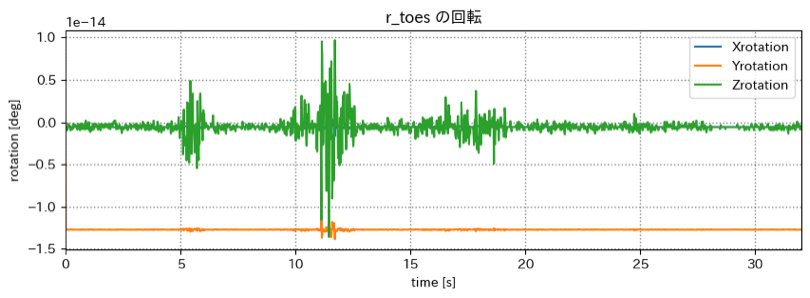 r_toes の回転
1e−14
1.0
0.5
0.0
−0.5
−1.0
−1.5
rotation [deg]
Xrotation
Yrotation
Zrotation
0 5 10 15 20 25 30
time [s]